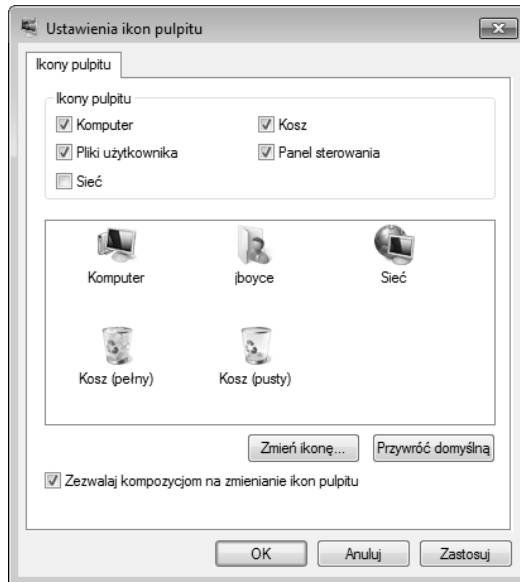 Ustawienia ikon pulpitu
Ikony pulpitu
Ikony pulpitu
Komputer
Kosz
Pliki użytkownika
Panel sterowania
Sieć
Komputer
jboyce
Sieć
Kosz (pełny)
Kosz (pusty)
Zmień ikonę...
Przywróć domyślną
Zezwalaj kompozycjom na zmienianie ikon pulpitu
OK
Anuluj
Zastosuj